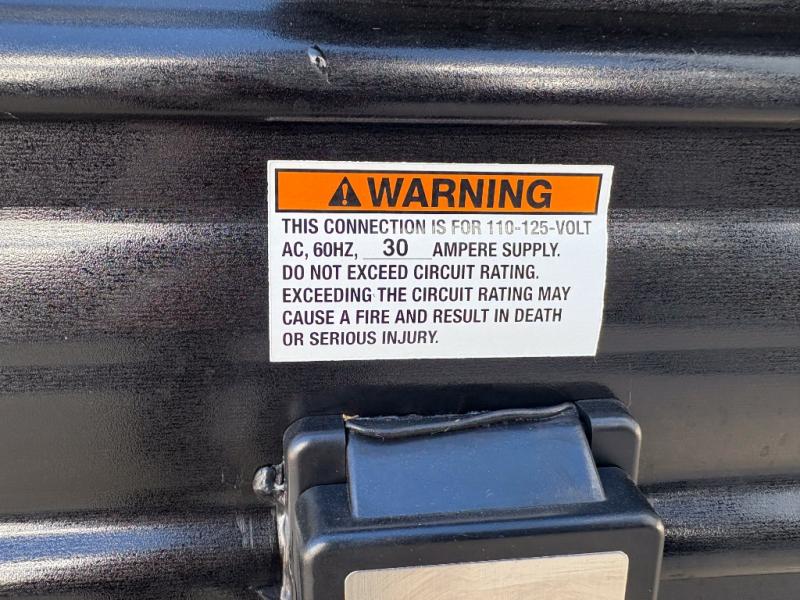 WARNING
THIS CONNECTION IS FOR 110-125-VOLT
AC, 60HZ, 30 AMPERE SUPPLY.
DO NOT EXCEED CIRCUIT RATING.
EXCEEDING THE CIRCUIT RATING MAY
CAUSE A FIRE AND RESULT IN DEATH
OR SERIOUS INJURY.